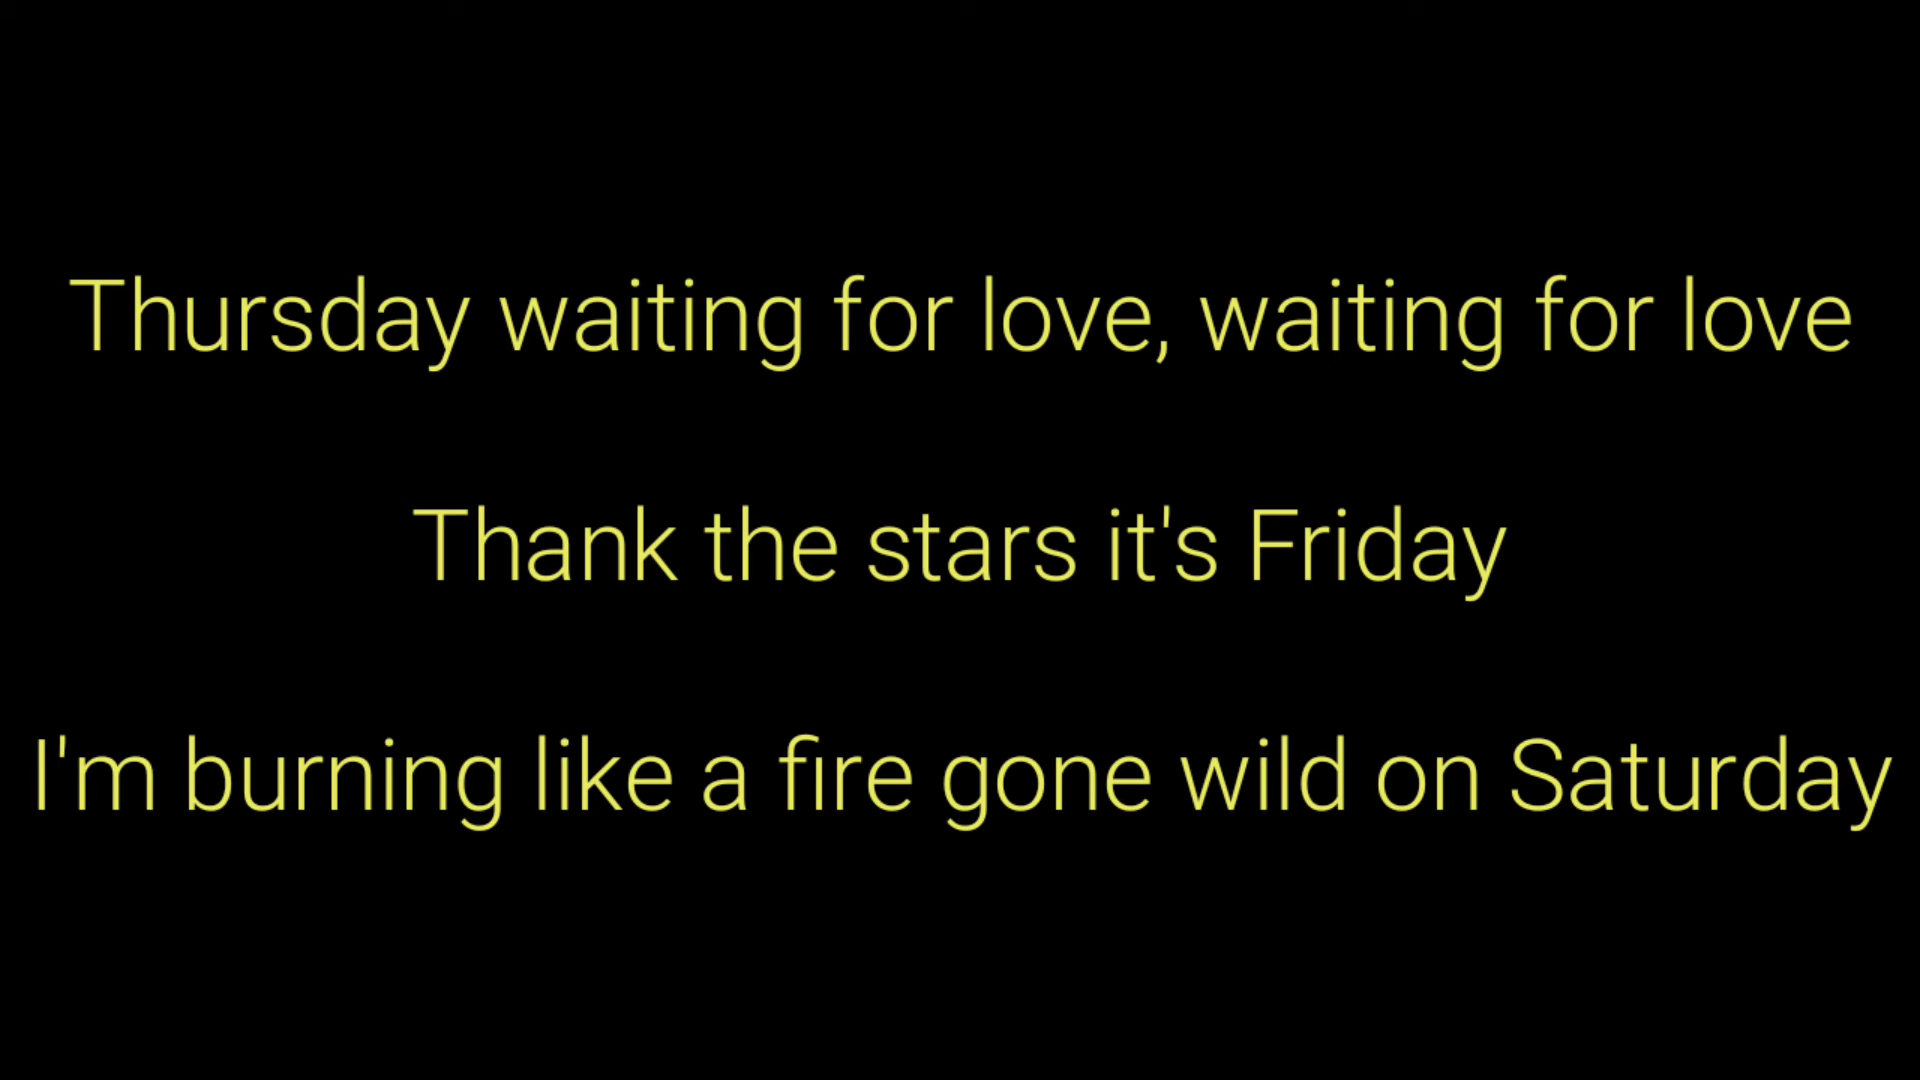 Thursday waiting for love, waiting for love
Thank the stars it's Friday
I'm burning like a fire gone wild on Saturday